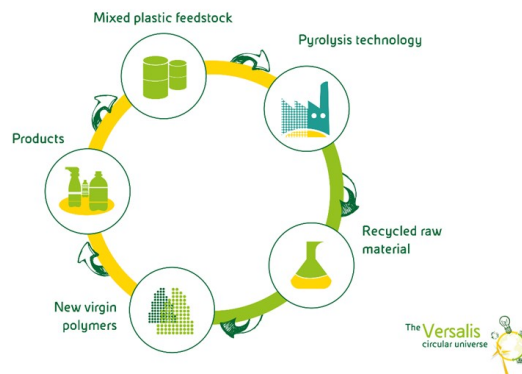 Mixed plastic feedstock
Pyrolysis technology
Products
Recycled raw
material
New virgin
polymers
The Versalis
circular universe